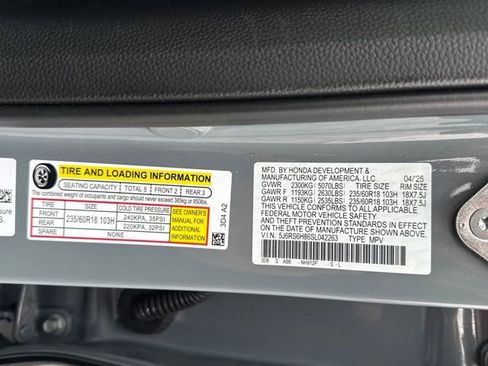 TIRE AND LOADING INFORMATION
SEATING CAPACITY TOTAL 5 FRONT 2 REAR 3
The combined weight of occupants and cargo should never exceed 385kg or 850lbs.
TIRE SIZE COLD TIRE PRESSURE SEE OWNERS MANUAL FOR ADDITIONAL INFORMATION
FRONT 235/60R18 103H 240KPA, 35PSI
REAR 220KPA, 32PSI
SPARE NONE
3D4 A2
MFD. BY HONDA DEVELOPMENT &
MANUFACTURING OF AMERICA, LLC 04/25
GVWR 2300KG( 5070LBS) TIRE SIZE RIM SIZE
GAWR F 1193KG( 2630LBS) 235/60R18 103H 18X7.5J
GAWR R 1150KG( 2535LBS) 235/60R18 103H 18X7.5J
THIS VEHICLE CONFORMS TO ALL APPLICABLE
FEDERAL MOTOR VEHICLE SAFETY AND THEFT
PREVENTION STANDARDS IN EFFECT
ON THE DATE OF MANUFACTURE SHOWN ABOVE.
V.I.N.: 5J6RS6H86SL042263 TYPE: MPV
NH912P - S - L